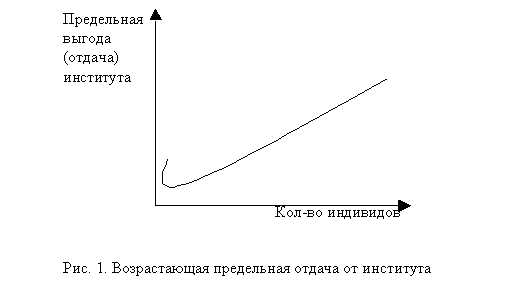 Предельная
выгода
(отдача)
института
Кол-во индивидов
Рис. 1. Возрастающая предельная отдача от института